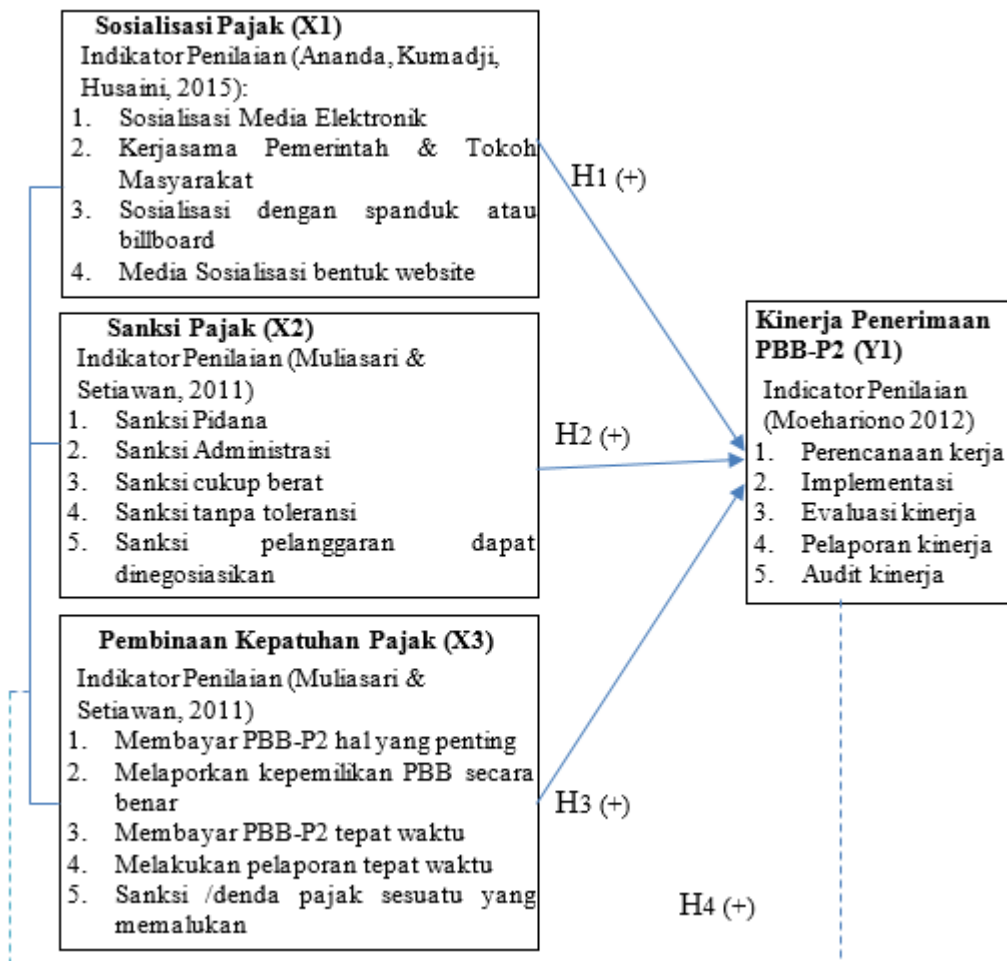 Sosialisasi Pajak (X1)
Indikator Penilaian (Ananda, Kumadji,
Husaini, 2015):
1. Sosialisasi Media Elektronik
2. Kerjasama Pemerintah & Tokoh
Masyarakat
3. Sosialisasi dengan spanduk atau
billboard
4. Media Sosialisasi bentuk website
H1 (+)
Sanksi Pajak (X2)
Indikator Penilaian (Muliasari &
Setiawan, 2011)
1. Sanksi Pidana
2. Sanksi Administrasi
3. Sanksi cukup berat
4. Sanksi tanpa toleransi
5. Sanksi pelanggaran dapat
dinegosiasikan
H2 (+)
Kinerja Penerimaan
PBB-P2 (Y1)
Indicator Penilaian
(Moehariono 2012)
1. Perencanaan kerja
2. Implementasi
3. Evaluasi kinerja
4. Pelaporan kinerja
5. Audit kinerja
Pembinaan Kepatuhan Pajak (X3)
Indikator Penilaian (Muliasari &
Setiawan, 2011)
1. Membayar PBB-P2 hal yang penting
2. Melaporkan kepemilikan PBB secara
benar
3. Membayar PBB-P2 tepat waktu
4. Melakukan pelaporan tepat waktu
5. Sanksi /denda pajak sesuatu yang
memalukan
H3 (+)
H4 (+)